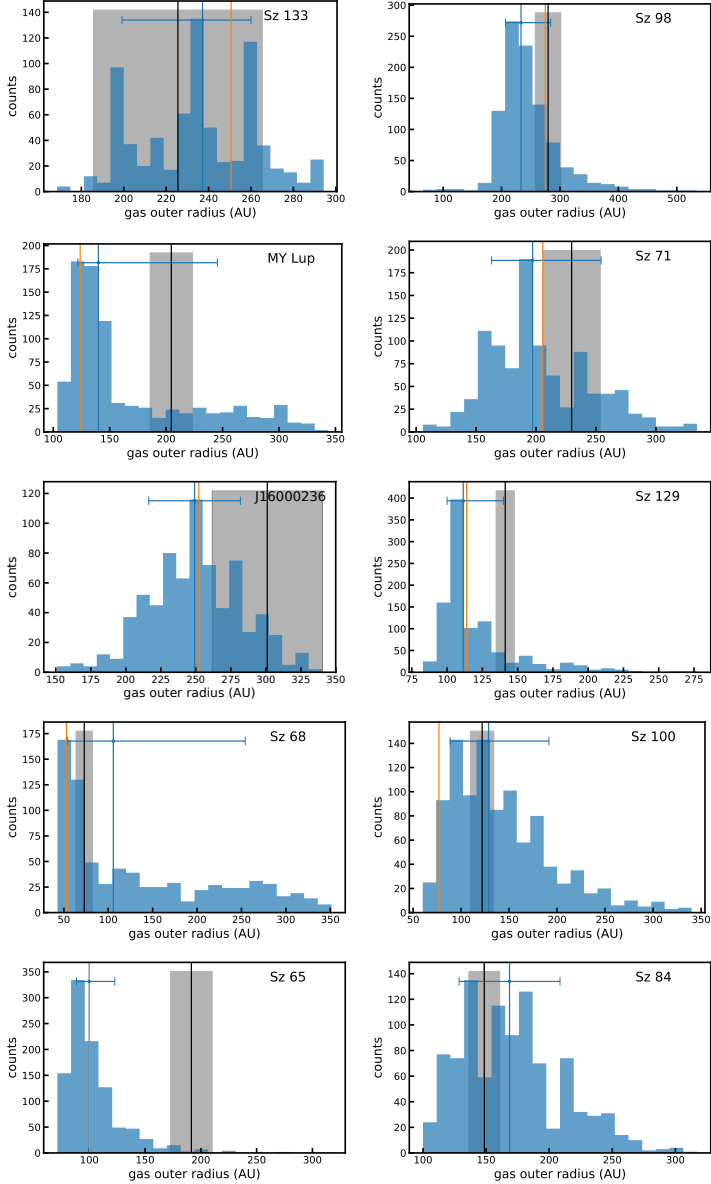 Sz 133
counts
0 20 40 60 80 100 120 140
180 200 220 240 260 280 300
gas outer radius (AU)
Sz 98
counts
0 50 100 150 200 250 300
100 200 300 400 500
gas outer radius (AU)
MY Lup
counts
0 25 50 75 100 125 150 175 200
100 150 200 250 300 350
gas outer radius (AU)
Sz 71
counts
0 25 50 75 100 125 150 175 200
100 150 200 250 300
gas outer radius (AU)
J16000236
counts
0 20 40 60 80 100 120
150 175 200 225 250 275 300 325 350
gas outer radius (AU)
Sz 129
counts
0 50 100 150 200 250 300 350 400
75 100 125 150 175 200 225 250 275
gas outer radius (AU)
Sz 68
counts
0 25 50 75 100 125 150 175
50 100 150 200 250 300 350
gas outer radius (AU)
Sz 100
counts
0 20 40 60 80 100 120 140
50 100 150 200 250 300 350
gas outer radius (AU)
Sz 65
counts
0 50 100 150 200 250 300 350
100 150 200 250 300
gas outer radius (AU)
Sz 84
counts
0 20 40 60 80 100 120 140
100 150 200 250 300
gas outer radius (AU)